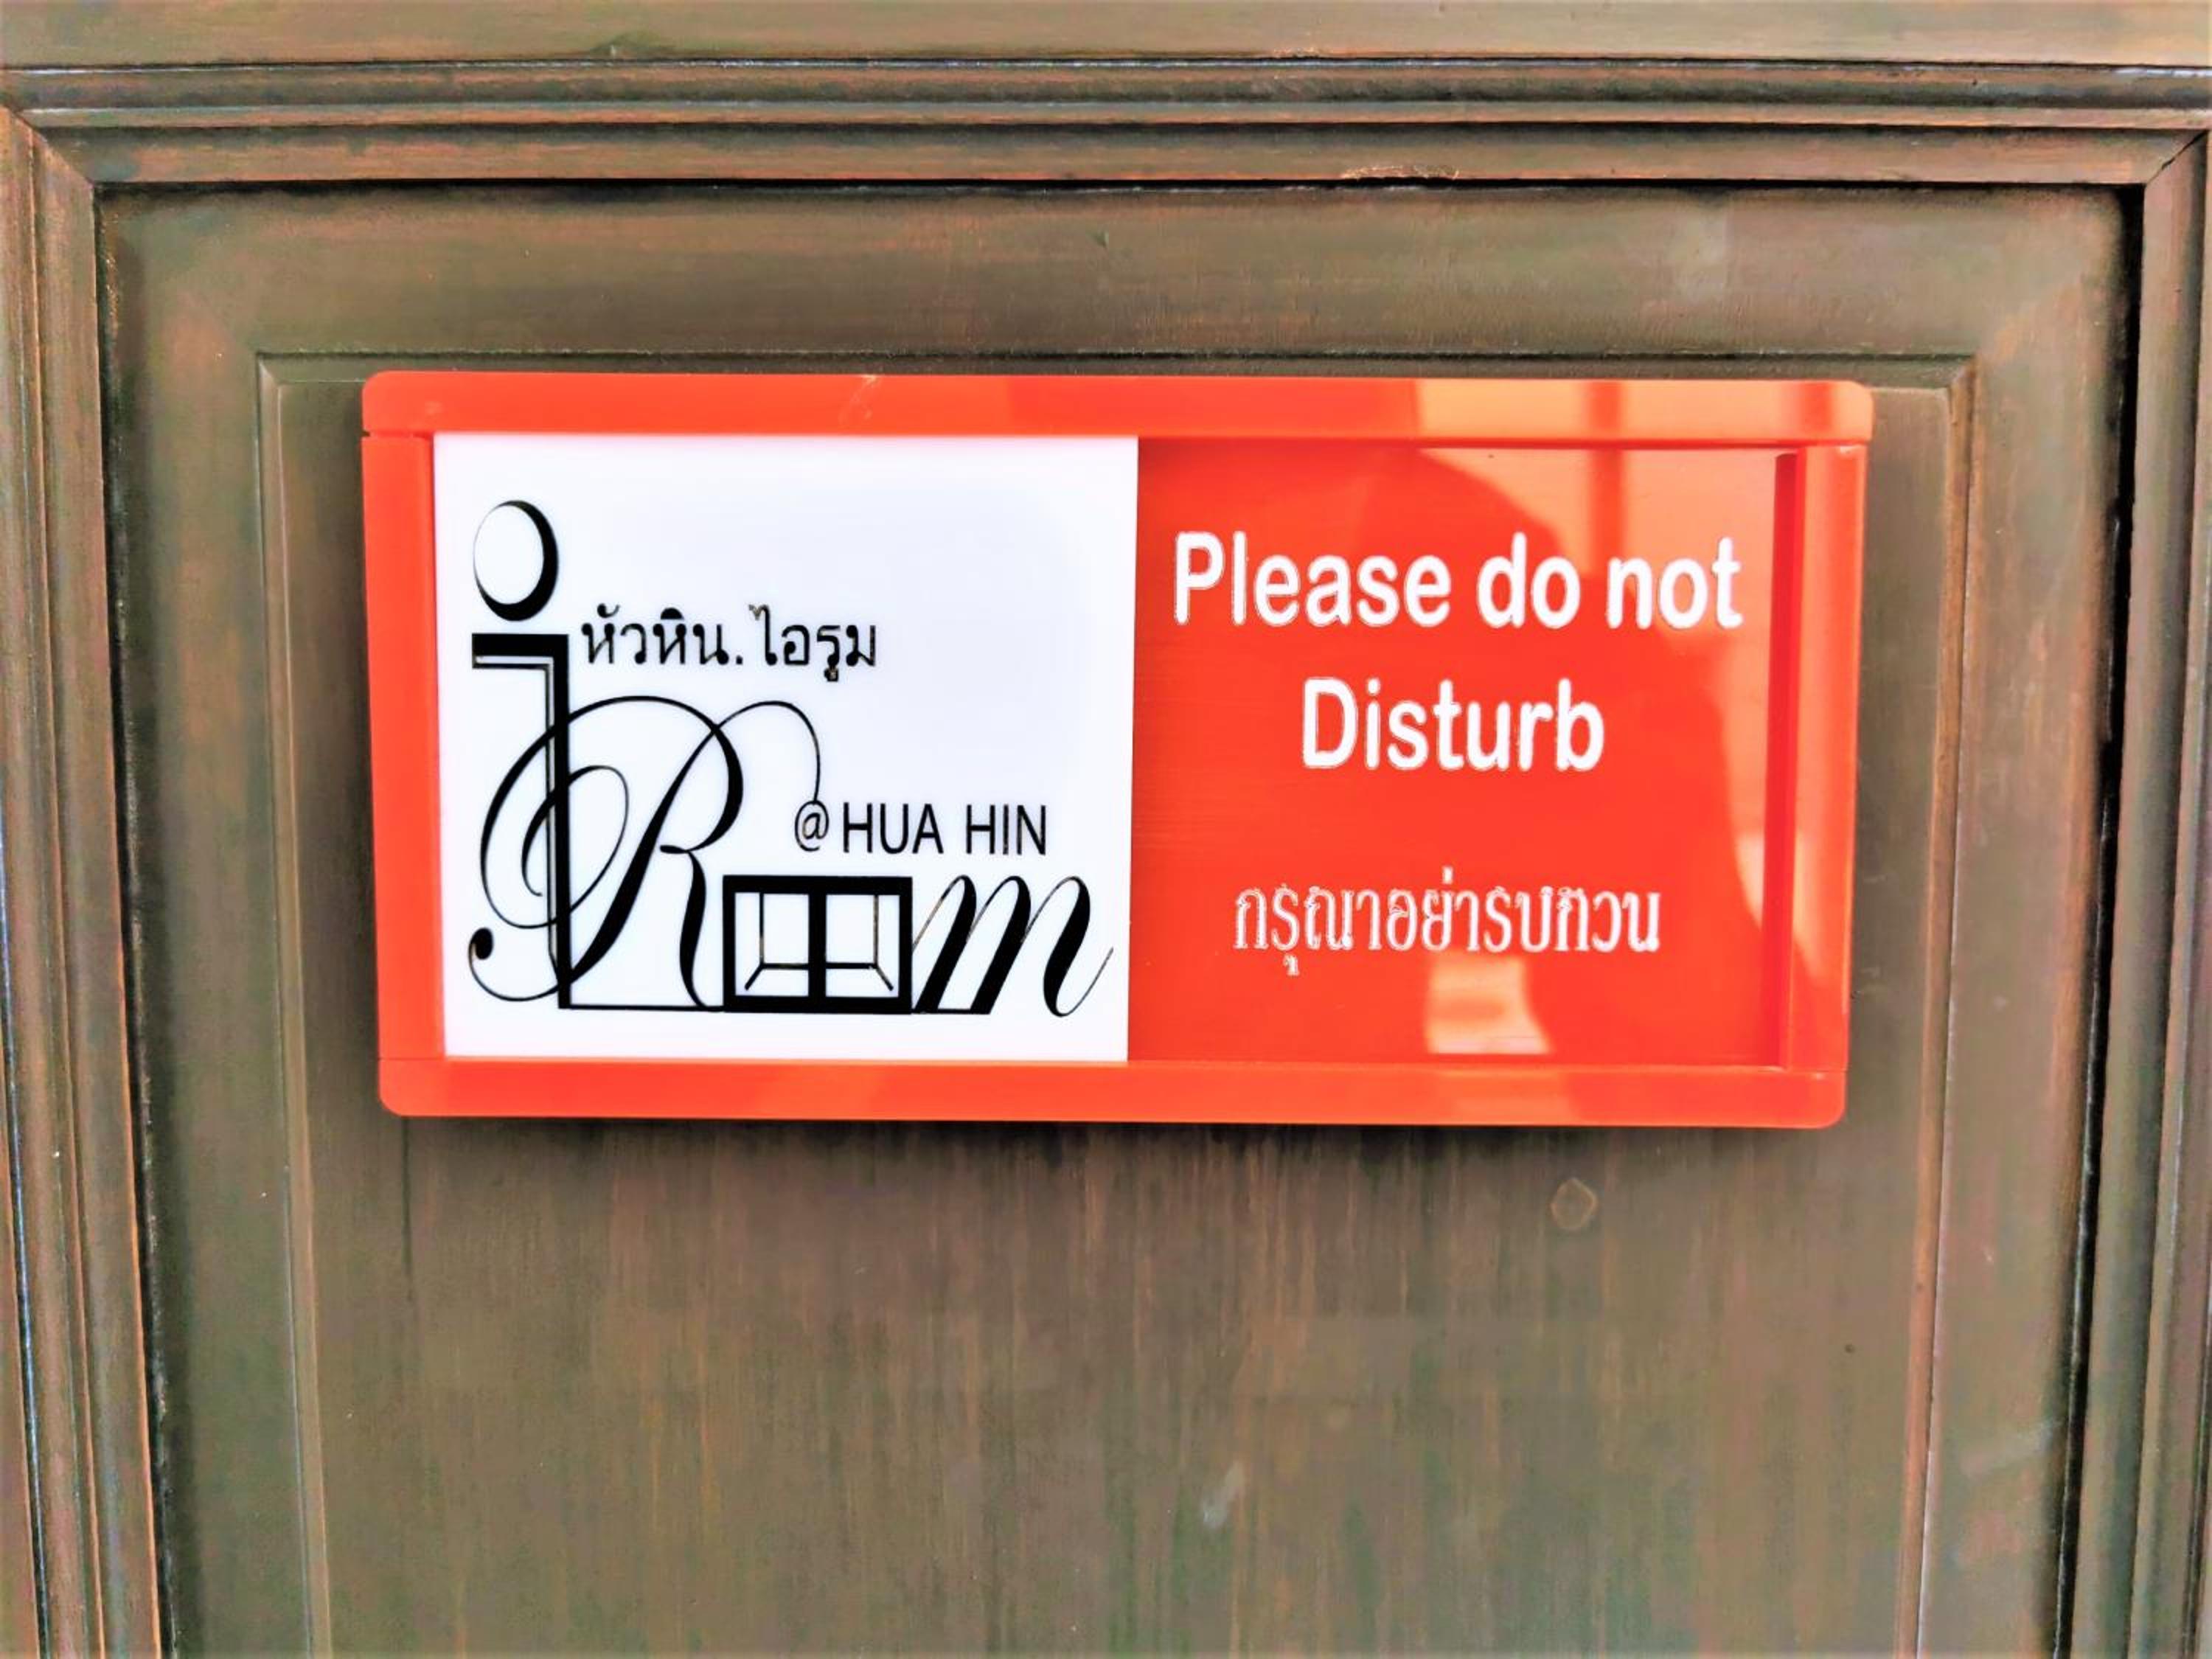 หัวหิน.ไอรูม
iRoom
@ HUA HIN
Please do not
Disturb
กรุณาอย่ารบกวน